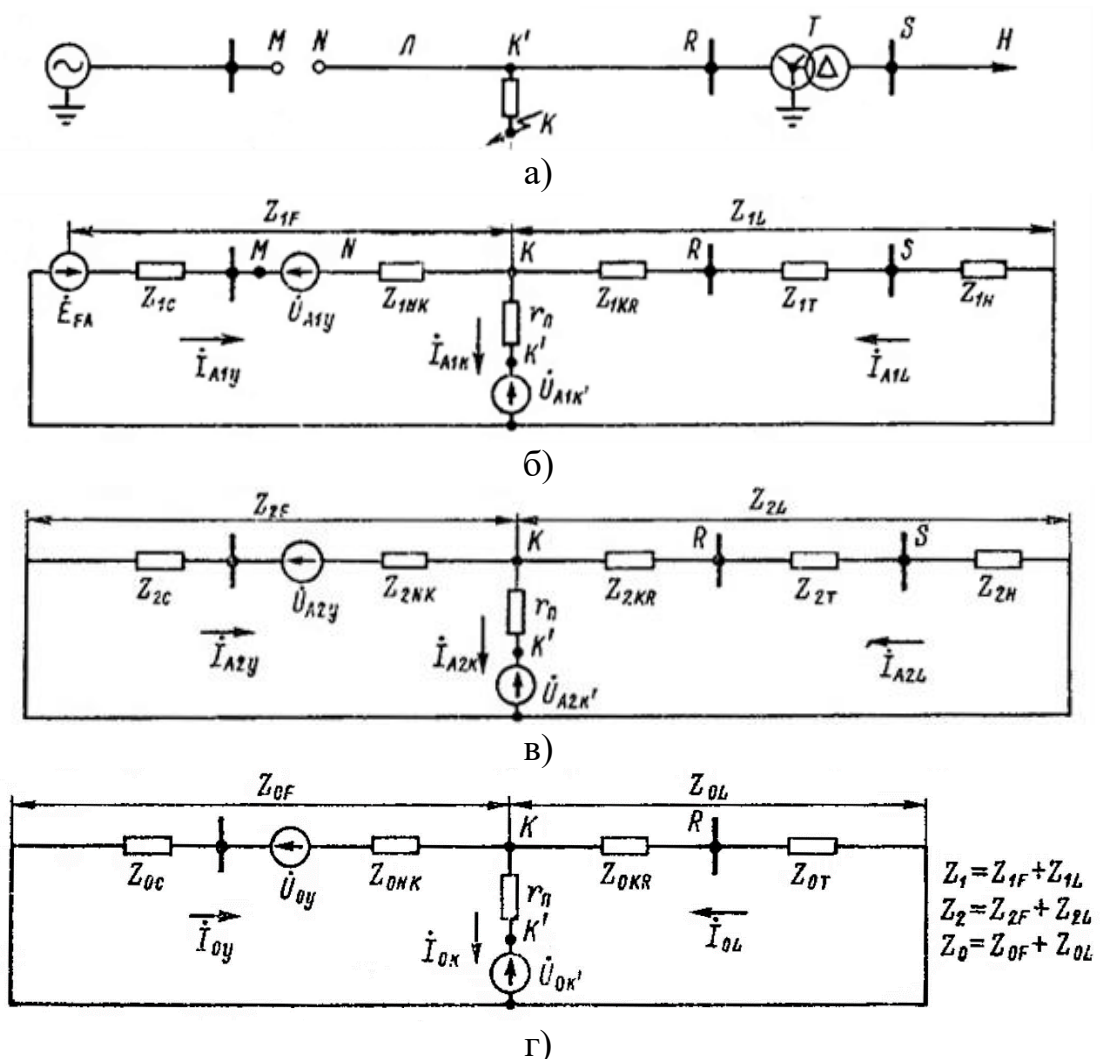 M N Л K' R T S H
K
а)
Z1F Z1L
M N K R S
ĖFA Z1C U̇A1y Z1NK Z1KR Z1T Z1H
rп
İA1y İA1K K' İA1L
U̇A1K'
б)
Z2F Z2L
K R S
Z2C U̇A2y Z2NK rп Z2KR Z2T Z2H
İA2y İA2K K' İA2L
U̇A2K'
в)
Z0F Z0L
K R
Z0C U̇0y Z0NK rп Z0KR Z0T
İ0y İ0K K' İ0L
U̇0K'
Z1=Z1F+Z1L
Z2=Z2F+Z2L
Z0=Z0F+Z0L
г)